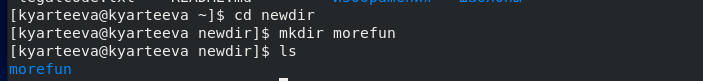 [kyarteeva@kyarteeva ~]$ cd newdir
[kyarteeva@kyarteeva newdir]$ mkdir morefun
[kyarteeva@kyarteeva newdir]$ ls
morefun